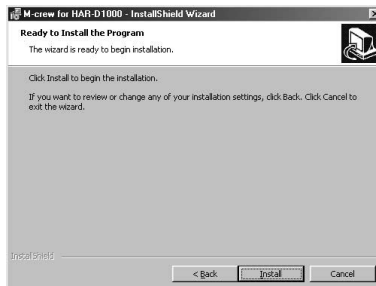 M-crew for HAR-D1000 - InstallShield Wizard
Ready to Install the Program
The wizard is ready to begin installation.
Click Install to begin the installation.
If you want to review or change any of your installation settings, click Back. Click Cancel to
exit the wizard.
InstallShield
< Back
Install
Cancel